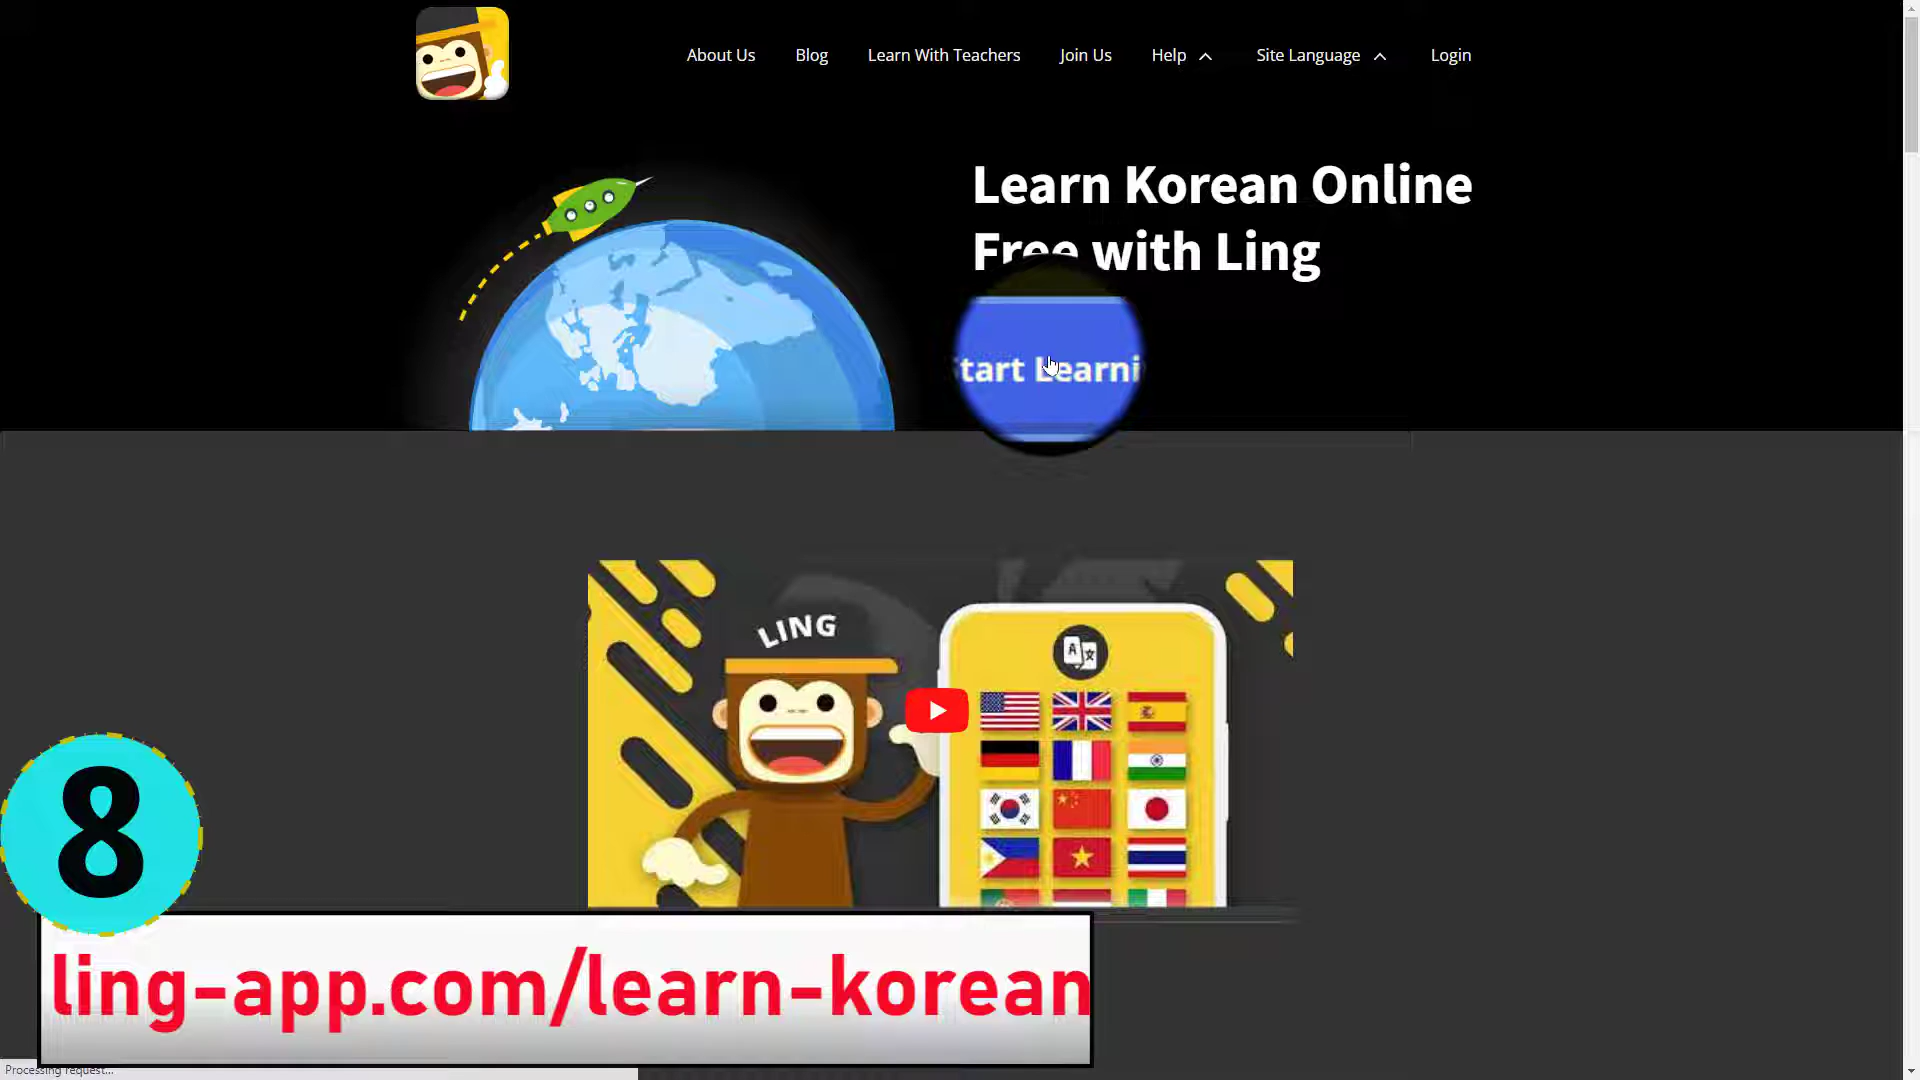 About Us Blog Learn With Teachers Join Us Help Site Language Login
Learn Korean Online
Free with Ling
tart Learni
LING
A 文
8
ling-app.com/learn-korean
Processing request...